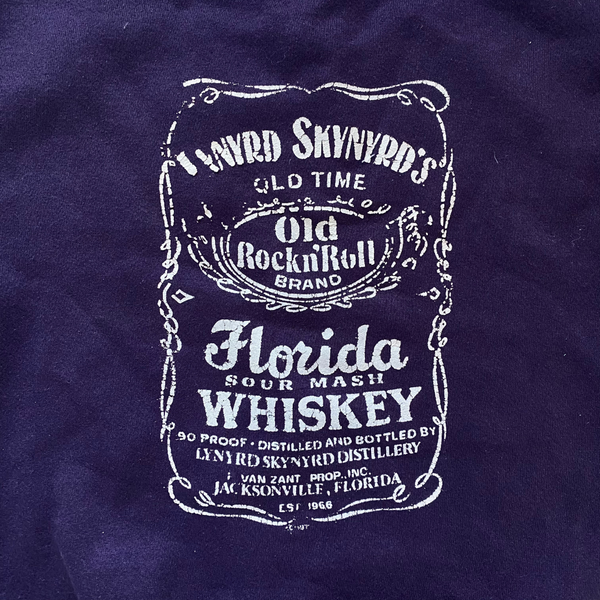 LYNYRD SKYNYRD'S
OLD TIME
Old
Rock n' Roll
BRAND
Florida
SOUR MASH
WHISKEY
90 PROOF · DISTILLED AND BOTTLED BY
LYNYRD SKYNYRD DISTILLERY
VAN ZANT PROP., INC.
JACKSONVILLE, FLORIDA
EST 1966